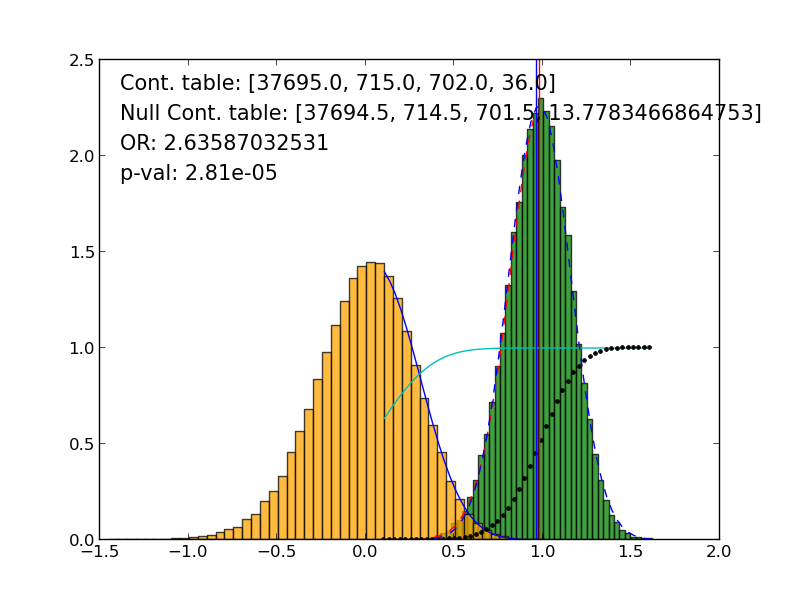 2.5
Cont. table: [37695.0, 715.0, 702.0, 36.0]
Null Cont. table: [37694.5, 714.5, 701.5, 13.7783466864753]
OR: 2.63587032531
2.0
p-val: 2.81e-05
1.5
1.0
0.5
0.0
−1.5 −1.0 −0.5 0.0 0.5 1.0 1.5 2.0